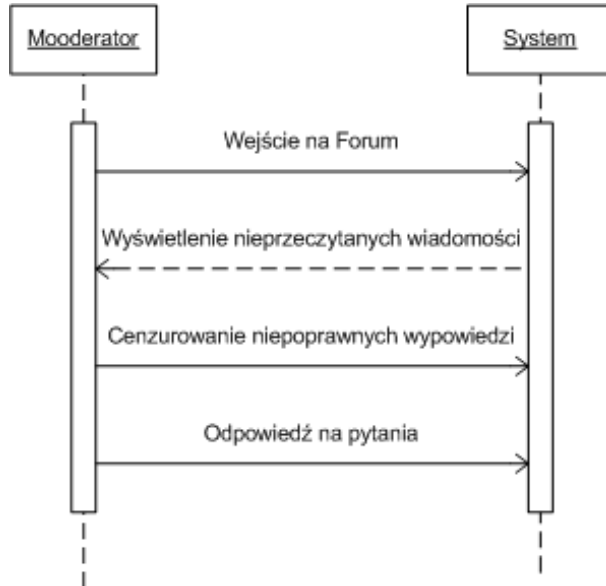 Mooderator
System
Wejście na Forum
Wyświetlenie nieprzeczytanych wiadomości
Cenzurowanie niepoprawnych wypowiedzi
Odpowiedź na pytania